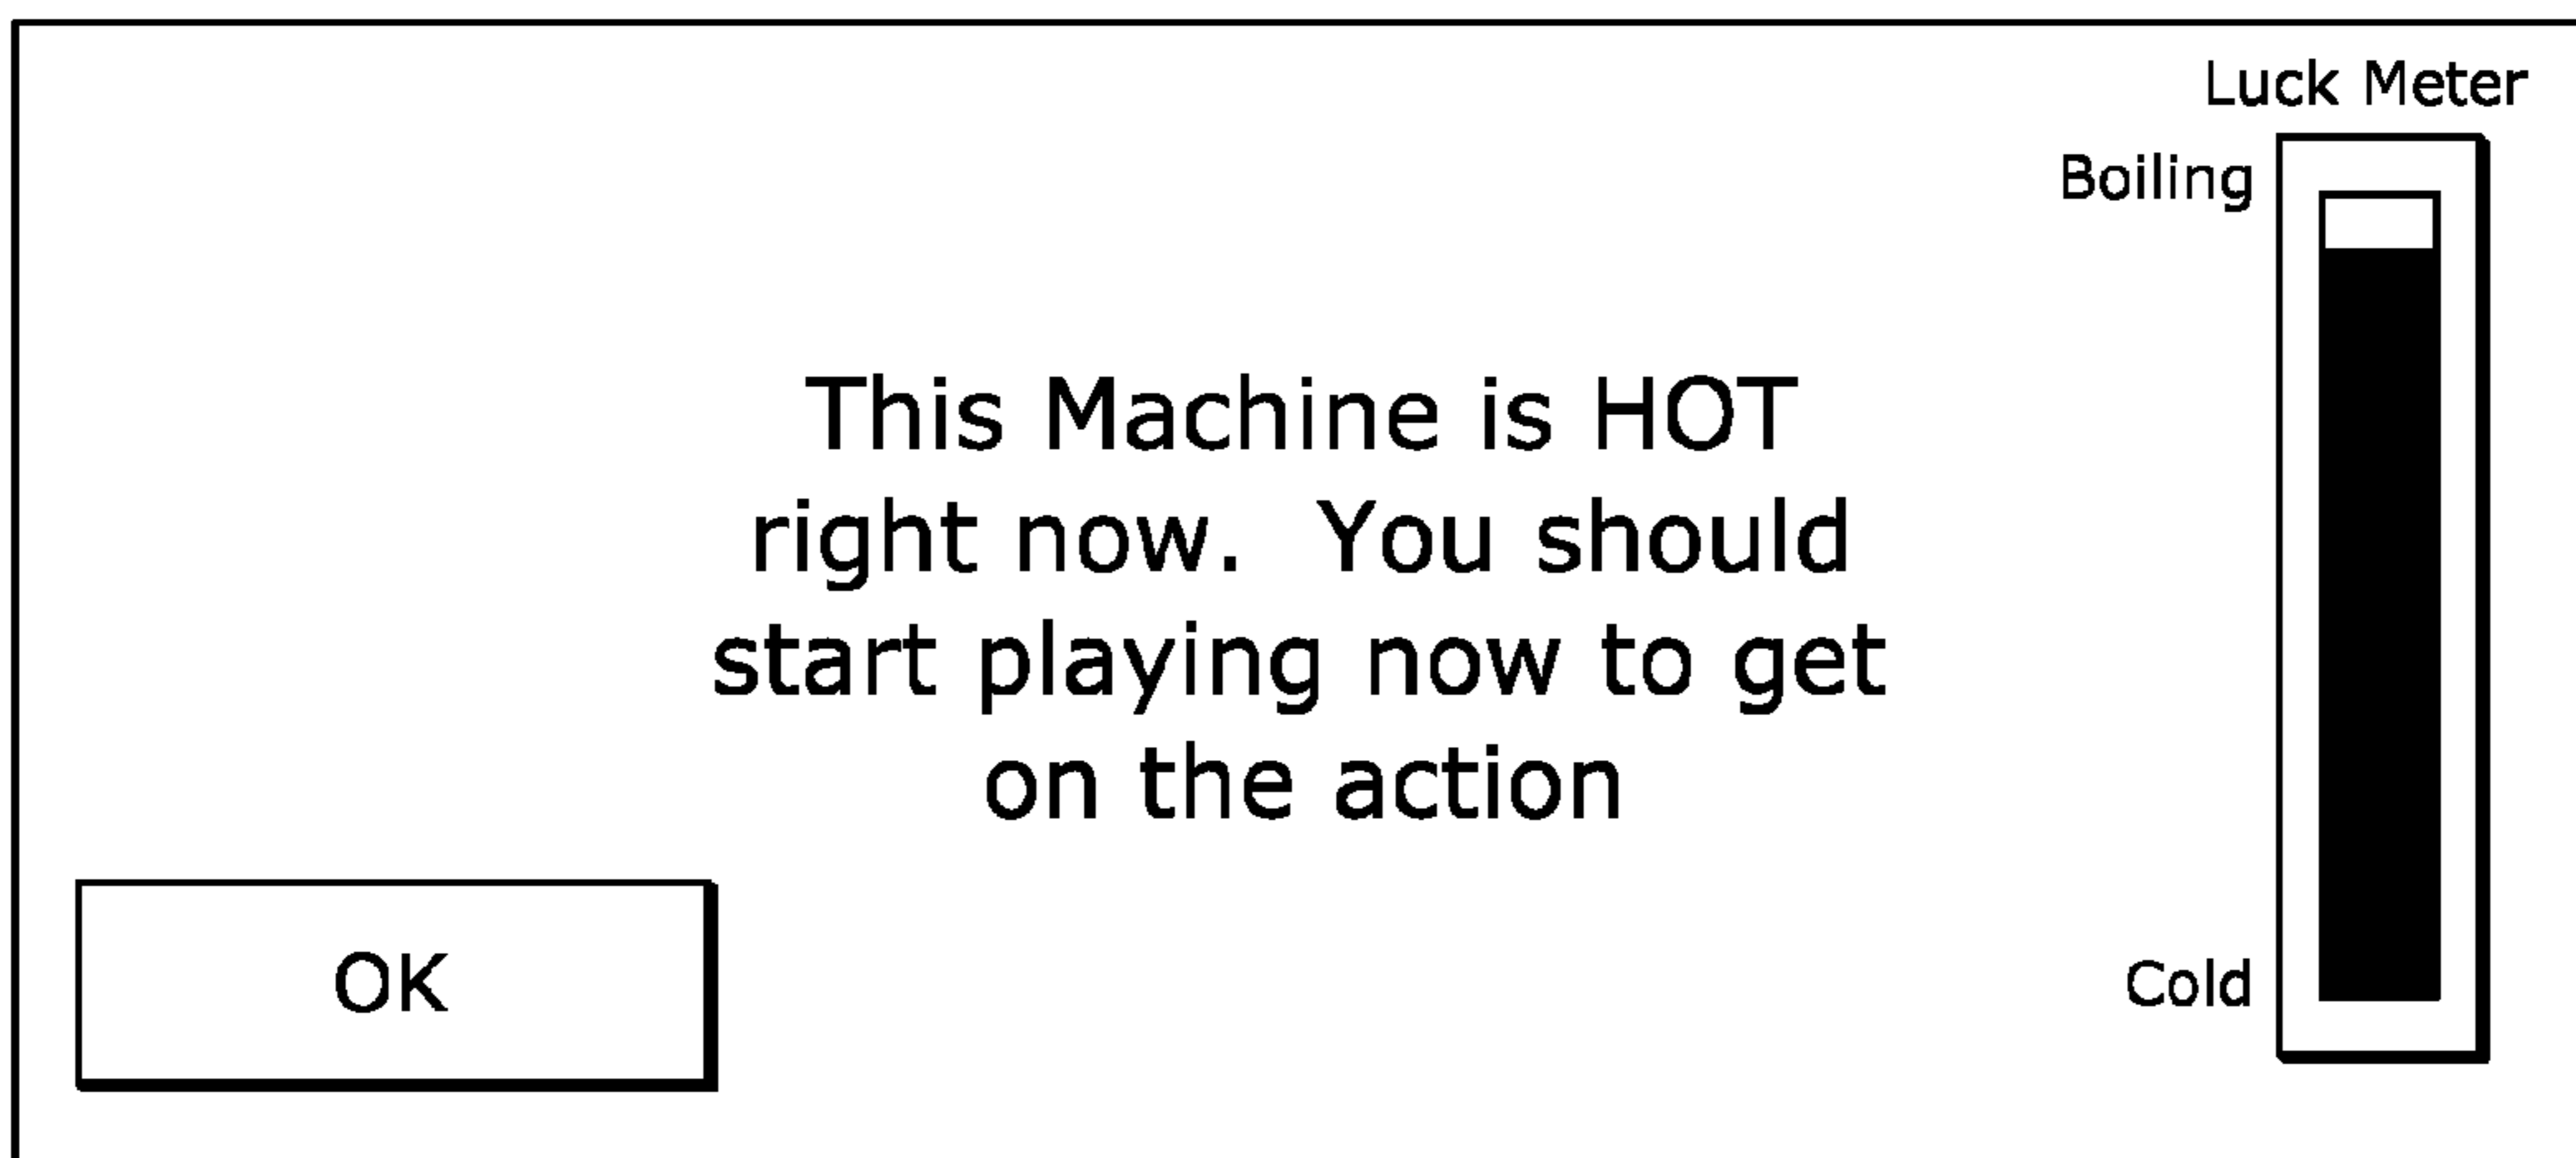 Luck Meter
Boiling
This Machine is HOT
right now.  You should
start playing now to get
on the action
OK
Cold